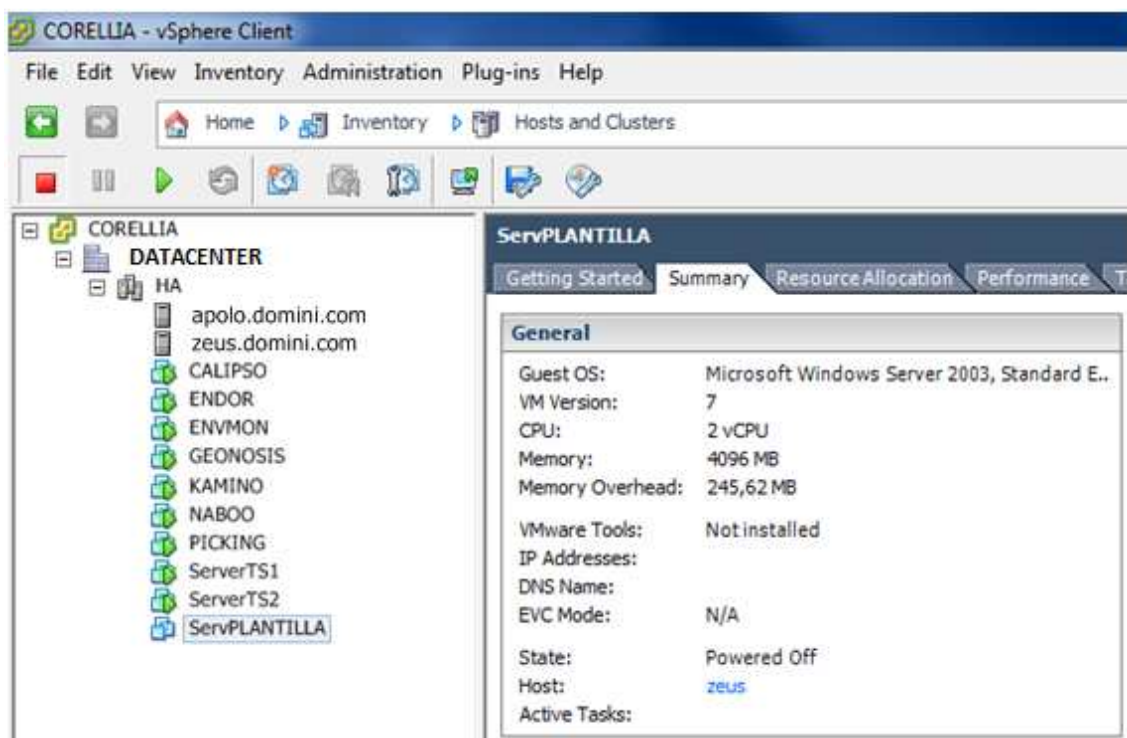 CORELLIA - vSphere Client
File Edit View Inventory Administration Plug-ins Help
Home Inventory Hosts and Clusters
CORELLIA
DATACENTER
HA
apolo.domini.com
zeus.domini.com
CALIPSO
ENDOR
ENVMON
GEONOSIS
KAMINO
NABOO
PICKING
ServerTS1
ServerTS2
ServPLANTILLA
ServPLANTILLA
Getting Started Summary Resource Allocation Performance T
General
Guest OS: Microsoft Windows Server 2003, Standard E..
VM Version: 7
CPU: 2 vCPU
Memory: 4096 MB
Memory Overhead: 245,62 MB
VMware Tools: Not installed
IP Addresses:
DNS Name:
EVC Mode: N/A
State: Powered Off
Host: zeus
Active Tasks: